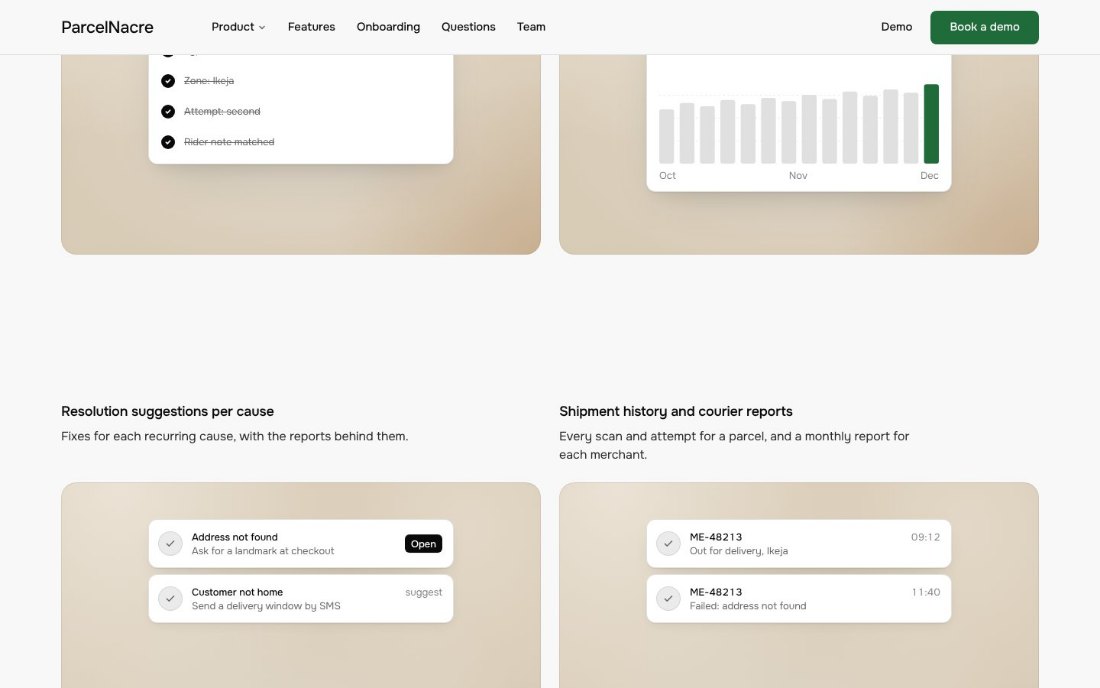 ParcelNacre
Product
Features
Onboarding
Questions
Team
Demo
Book a demo
Zone: Ikeja
Attempt: second
Rider note matched
Oct
Nov
Dec
Resolution suggestions per cause
Fixes for each recurring cause, with the reports behind them.
Shipment history and courier reports
Every scan and attempt for a parcel, and a monthly report for
each merchant.
Address not found
Ask for a landmark at checkout
Open
Customer not home
Send a delivery window by SMS
suggest
ME-48213
Out for delivery, Ikeja
09:12
ME-48213
Failed: address not found
11:40